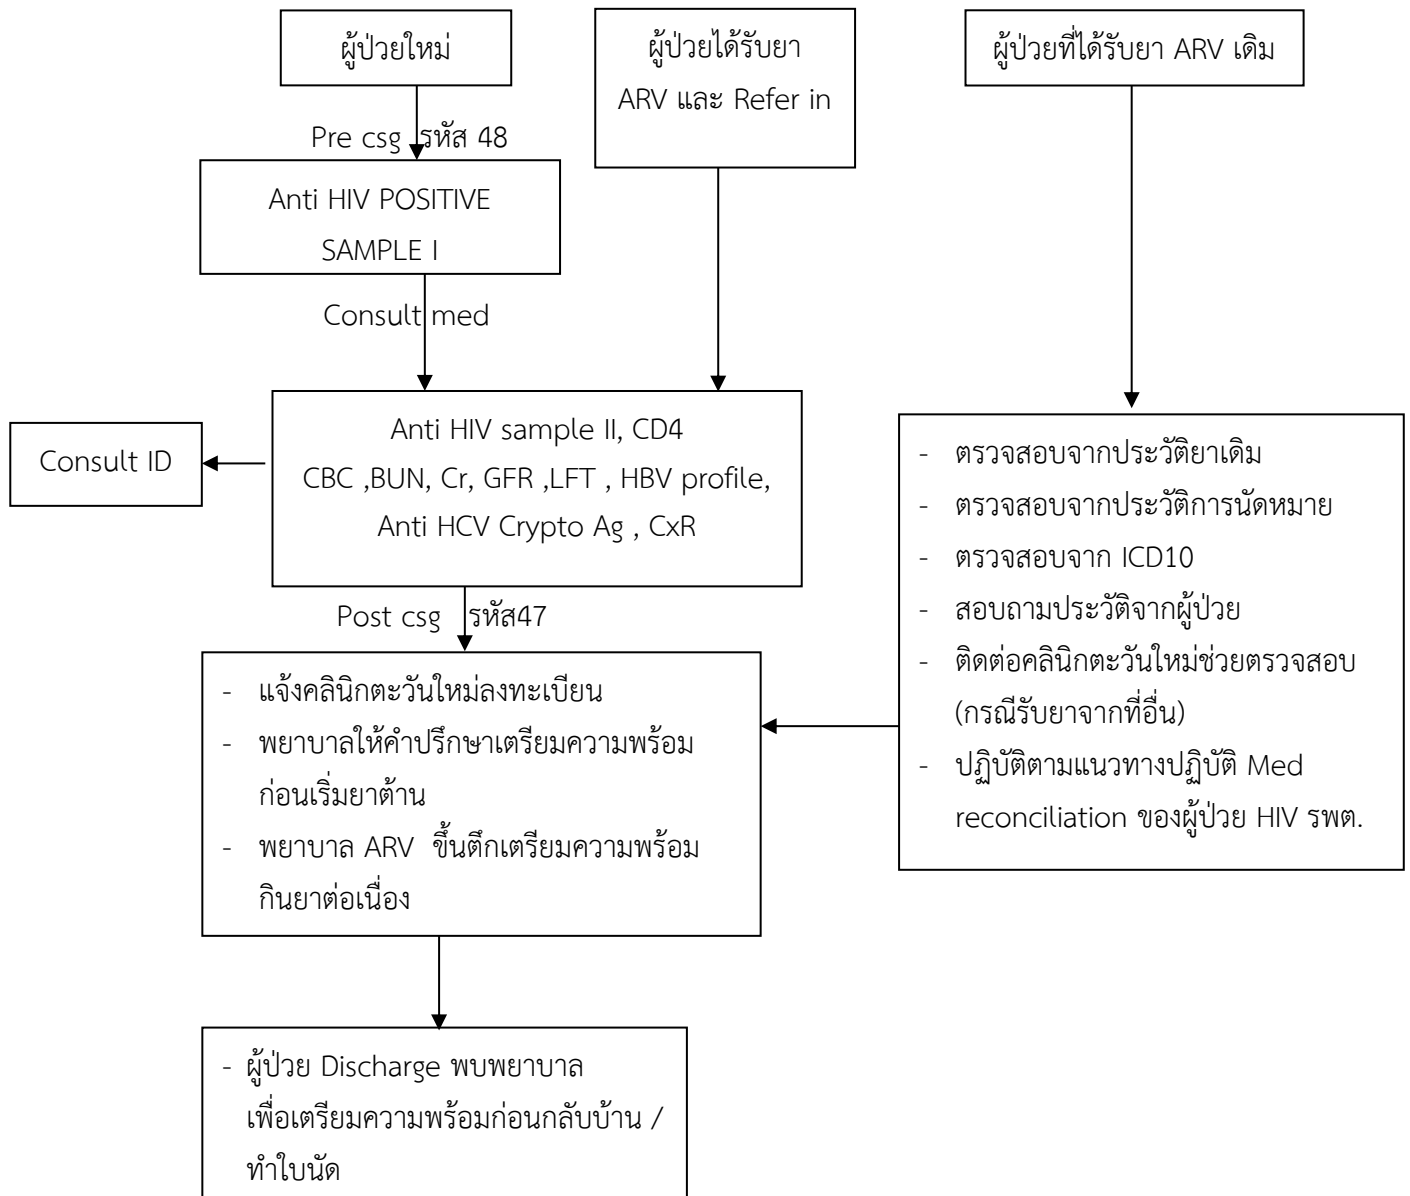 ผู้ป่วยใหม่
ผู้ป่วยได้รับยา
ARV และ Refer in
ผู้ป่วยที่ได้รับยา ARV เดิม
Pre csg รหัส 48
Anti HIV POSITIVE
SAMPLE I
Consult med
Consult ID
Anti HIV sample II, CD4
CBC ,BUN, Cr, GFR ,LFT , HBV profile,
Anti HCV Crypto Ag , CxR
- ตรวจสอบจากประวัติยาเดิม
- ตรวจสอบจากประวัติการนัดหมาย
- ตรวจสอบจาก ICD10
- สอบถามประวัติจากผู้ป่วย
- ติดต่อคลินิกตะวันใหม่ช่วยตรวจสอบ
(กรณีรับยาจากที่อื่น)
- ปฏิบัติตามแนวทางปฏิบัติ Med
reconciliation ของผู้ป่วย HIV รพต.
Post csg รหัส47
- แจ้งคลินิกตะวันใหม่ลงทะเบียน
- พยาบาลให้คำปรึกษาเตรียมความพร้อม
ก่อนเริ่มยาต้าน
- พยาบาล ARV ขึ้นตึกเตรียมความพร้อม
กินยาต่อเนื่อง
- ผู้ป่วย Discharge พบพยาบาล
เพื่อเตรียมความพร้อมก่อนกลับบ้าน /
ทำใบนัด